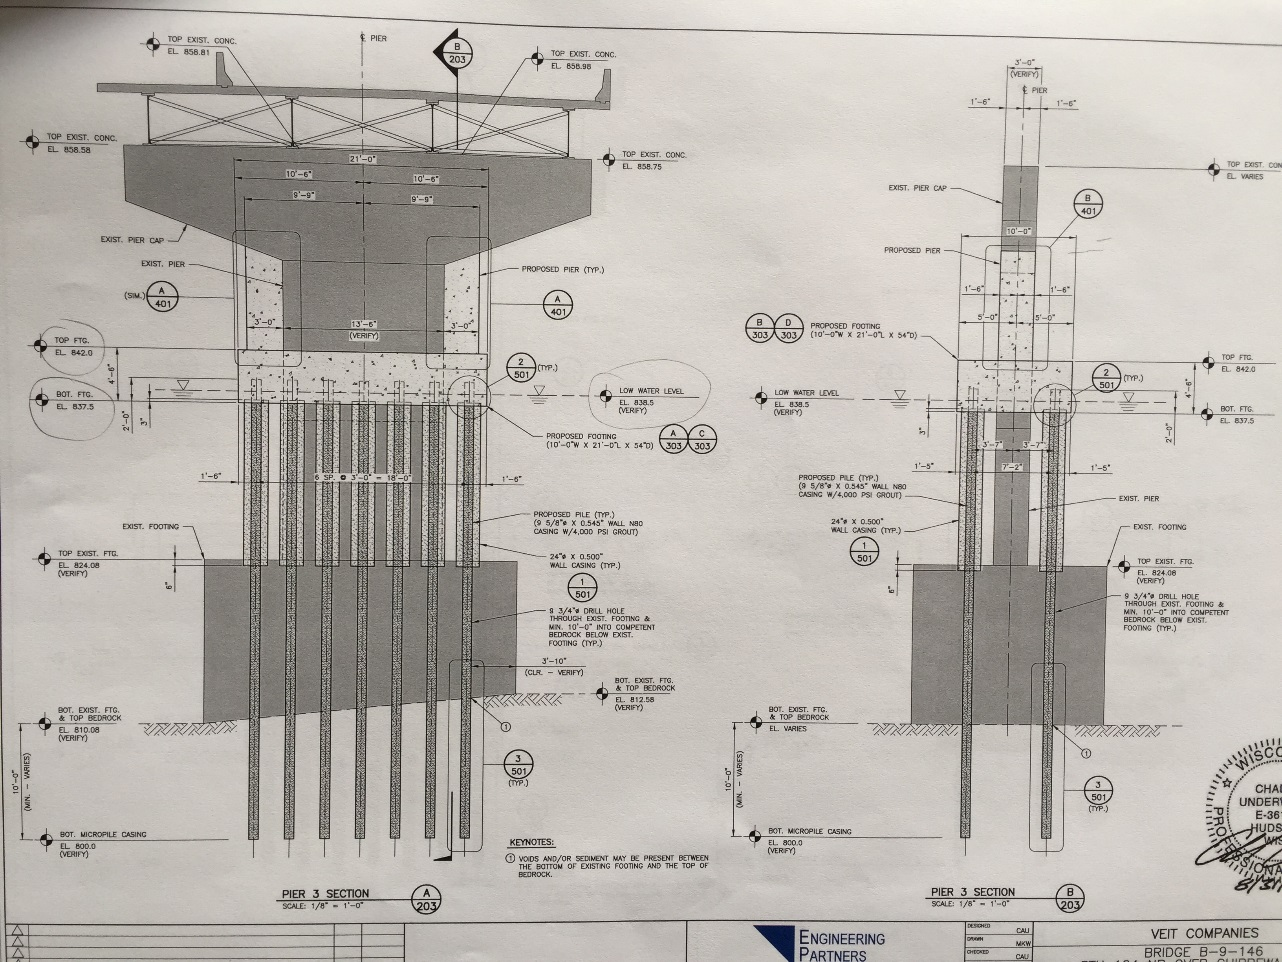 TOP EXIST. CONC.
EL. 858.81
℄ PIER
B
203
TOP EXIST. CONC.
EL. 858.98
TOP EXIST. CONC.
EL. 858.58
TOP EXIST. CONC.
EL. 858.75
21'-0"
10'-6"
10'-6"
9'-9"
9'-9"
EXIST. PIER CAP
EXIST. PIER
PROPOSED PIER (TYP.)
(SIM.)
A
401
A
401
3'-0"
13'-6"
(VERIFY)
3'-0"
TOP FTG.
EL. 842.0
4'-6"
2
501
(TYP.)
BOT. FTG.
EL. 837.5
2'-0"
3"
LOW WATER LEVEL
EL. 838.5
(VERIFY)
PROPOSED FOOTING
(10'-0"W X 21'-0"L X 54"D)
A
303
C
303
1'-6"
6 SP. @ 3'-0" = 18'-0"
1'-6"
EXIST. FOOTING
PROPOSED PILE (TYP.)
(9 5/8"ø X 0.545" WALL N80
CASING W/4,000 PSI GROUT)
24"ø X 0.500"
WALL CASING (TYP.)
1
501
TOP EXIST. FTG.
EL. 824.08
(VERIFY)
6"
9 3/4"ø DRILL HOLE
THROUGH EXIST. FOOTING &
MIN. 10'-0" INTO COMPETENT
BEDROCK BELOW EXIST.
FOOTING (TYP.)
3'-10"
(CLR. - VERIFY)
BOT. EXIST. FTG.
& TOP BEDROCK
EL. 812.58
(VERIFY)
BOT. EXIST. FTG.
& TOP BEDROCK
EL. 810.08
(VERIFY)
1
3
501
(TYP.)
10'-0"
(MIN. - VARIES)
BOT. MICROPILE CASING
EL. 800.0
(VERIFY)
KEYNOTES:
1 VOIDS AND/OR SEDIMENT MAY BE PRESENT BETWEEN
THE BOTTOM OF EXISTING FOOTING AND THE TOP OF
BEDROCK.
PIER 3 SECTION
SCALE: 1/8" = 1'-0"
A
203
3'-0"
(VERIFY)
℄ PIER
1'-6"
1'-6"
TOP EXIST.
EL. VARIES
EXIST. PIER CAP
B
401
10'-0"
PROPOSED PIER
1'-6"
1'-6"
5'-0"
5'-0"
B
303
D
303
PROPOSED FOOTING
(10'-0"W X 21'-0"L X 54"D)
2
501
(TYP.)
TOP FTG.
EL. 842.0
4'-6"
LOW WATER LEVEL
EL. 838.5
(VERIFY)
BOT. FTG.
EL. 837.5
3"
2'-0"
3'-7"
3'-7"
1'-5"
7'-2"
1'-5"
PROPOSED PILE (TYP.)
(9 5/8"ø X 0.545" WALL N80
CASING W/4,000 PSI GROUT)
EXIST. PIER
24"ø X 0.500"
WALL CASING (TYP.)
1
501
EXIST. FOOTING
TOP EXIST. FTG.
EL. 824.08
(VERIFY)
6"
9 3/4"ø DRILL HOLE
THROUGH EXIST. FOOTING &
MIN. 10'-0" INTO COMPETENT
BEDROCK BELOW EXIST.
FOOTING (TYP.)
BOT. EXIST. FTG.
& TOP BEDROCK
EL. VARIES
1
3
501
(TYP.)
10'-0"
(MIN. - VARIES)
BOT. MICROPILE CASING
EL. 800.0
(VERIFY)
PIER 3 SECTION
SCALE: 1/8" = 1'-0"
B
203
WISCO
CHA
UNDERW
E-36
HUDS
WIS
PROFESSIONA
8/31
ENGINEERING
PARTNERS
DESIGNED
CAU
DRAWN
MKW
CHECKED
CAU
VEIT COMPANIES
BRIDGE B-9-146